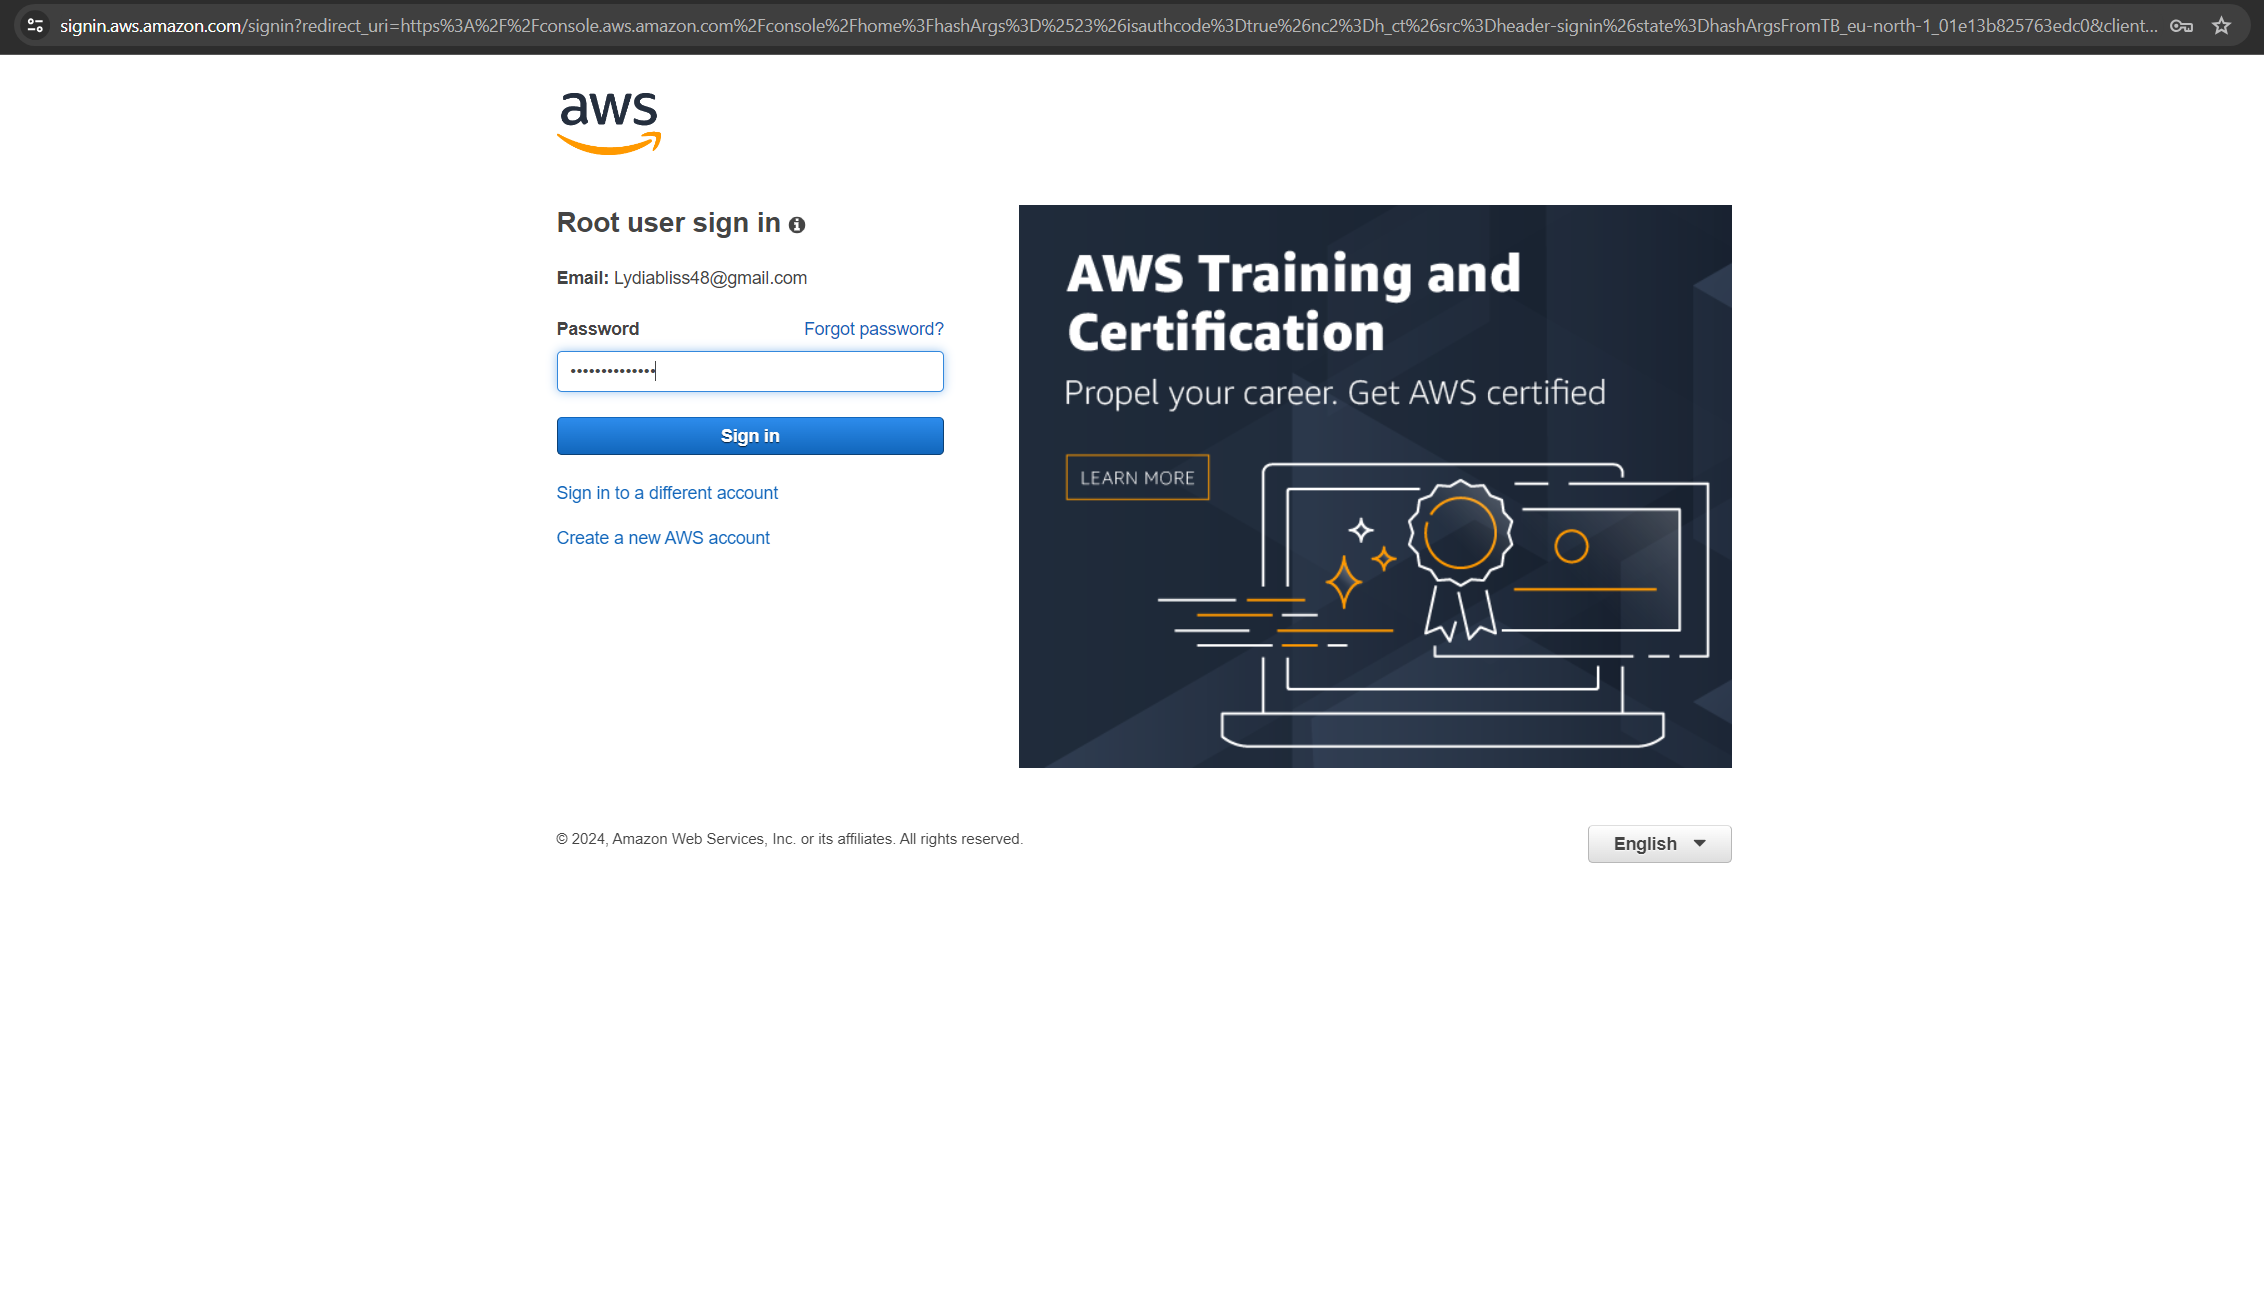 signin.aws.amazon.com/signin?redirect_uri=https%3A%2F%2Fconsole.aws.amazon.com%2Fconsole%2Fhome%3FhashArgs%3D%2523%26isauthcode%3Dtrue%26nc2%3Dh_ct%26src%3Dheader-signin%26state%3DhashArgsFromTB_eu-north-1_01e13b825763edc0&client...
aws
Root user sign in
Email: Lydiabliss48@gmail.com
Password Forgot password?
••••••••••••••
Sign in
Sign in to a different account
Create a new AWS account
AWS Training and
Certification
Propel your career. Get AWS certified
LEARN MORE
© 2024, Amazon Web Services, Inc. or its affiliates. All rights reserved.
English